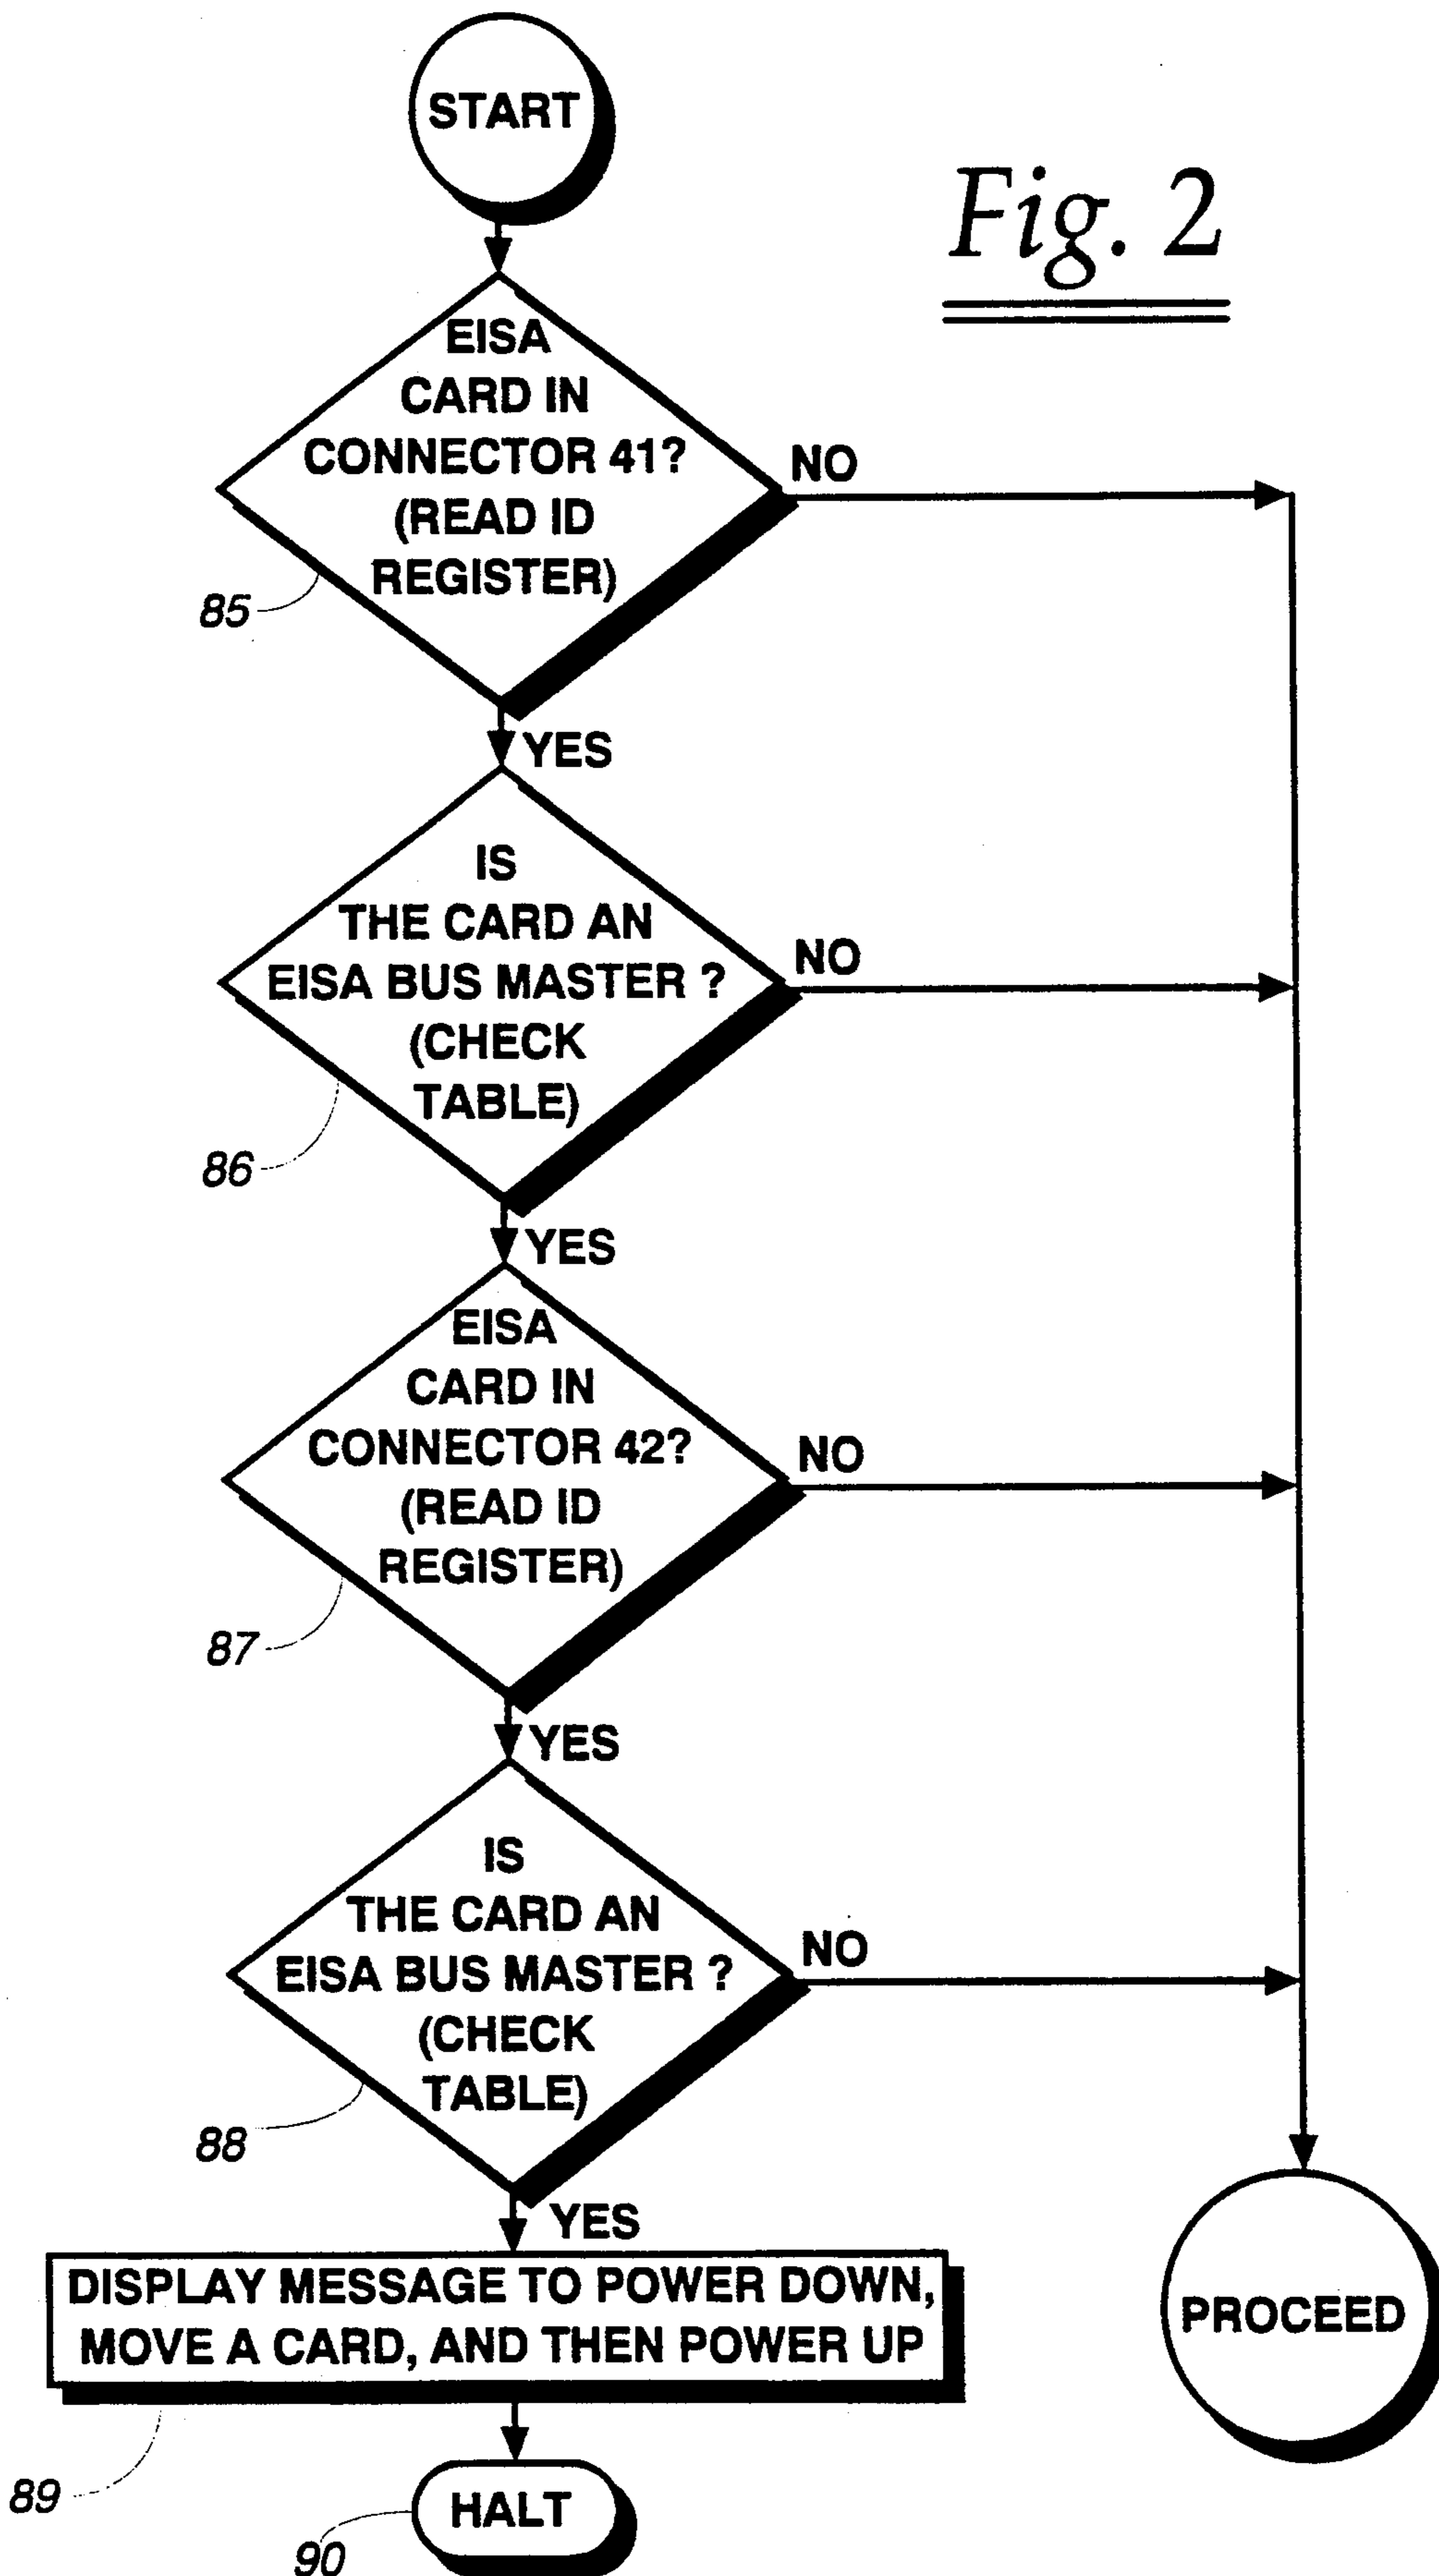 START
Fig. 2
EISA
CARD IN
CONNECTOR 41?
(READ ID
REGISTER)
NO
85
YES
IS
THE CARD AN
EISA BUS MASTER ?
(CHECK
TABLE)
NO
86
YES
EISA
CARD IN
CONNECTOR 42?
(READ ID
REGISTER)
NO
87
YES
IS
THE CARD AN
EISA BUS MASTER ?
(CHECK
TABLE)
NO
88
YES
DISPLAY MESSAGE TO POWER DOWN,
MOVE A CARD, AND THEN POWER UP
PROCEED
89
HALT
90